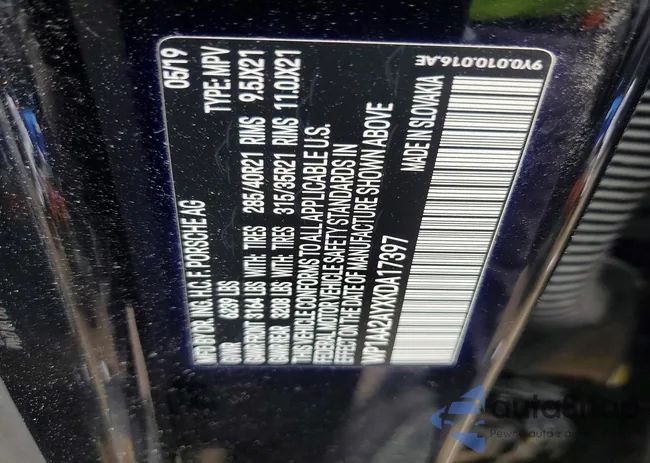 MFD BY DR. ING. H.C. F. PORSCHE AG 05/19
GVWR 6239 LBS TYPE: MPV
GAWR FRONT 3164 LBS WITH: TIRES 285/40R21 RIMS 9.5JX21
GAWR REAR 3208 LBS WITH: TIRES 315/35R21 RIMS 11.0JX21
THIS VEHICLE CONFORMS TO ALL APPLICABLE U.S.
FEDERAL MOTOR VEHICLE SAFETY STANDARDS IN
EFFECT ON THE DATE OF MANUFACTURE SHOWN ABOVE
WP1AA2AYXKDA17397 MADE IN SLOVAKIA
9Y0.010.016.AE